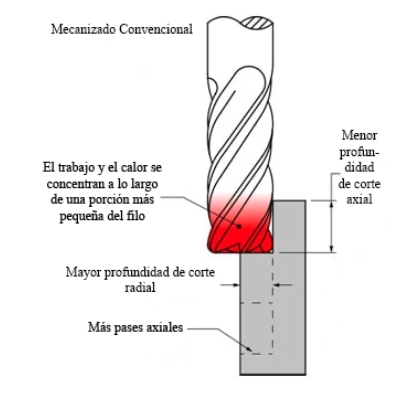 Mecanizado Convencional
Menor
profun-
didad
de corte
axial
El trabajo y el calor se
concentran a lo largo
de una porción más
pequeña del filo
Mayor profundidad de corte
radial
Más pases axiales